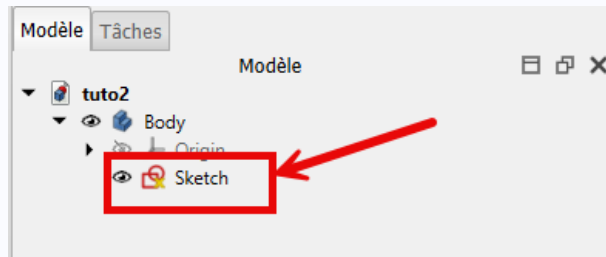 Modèle Tâches
Modèle
tuto2
Body
Origin
Sketch